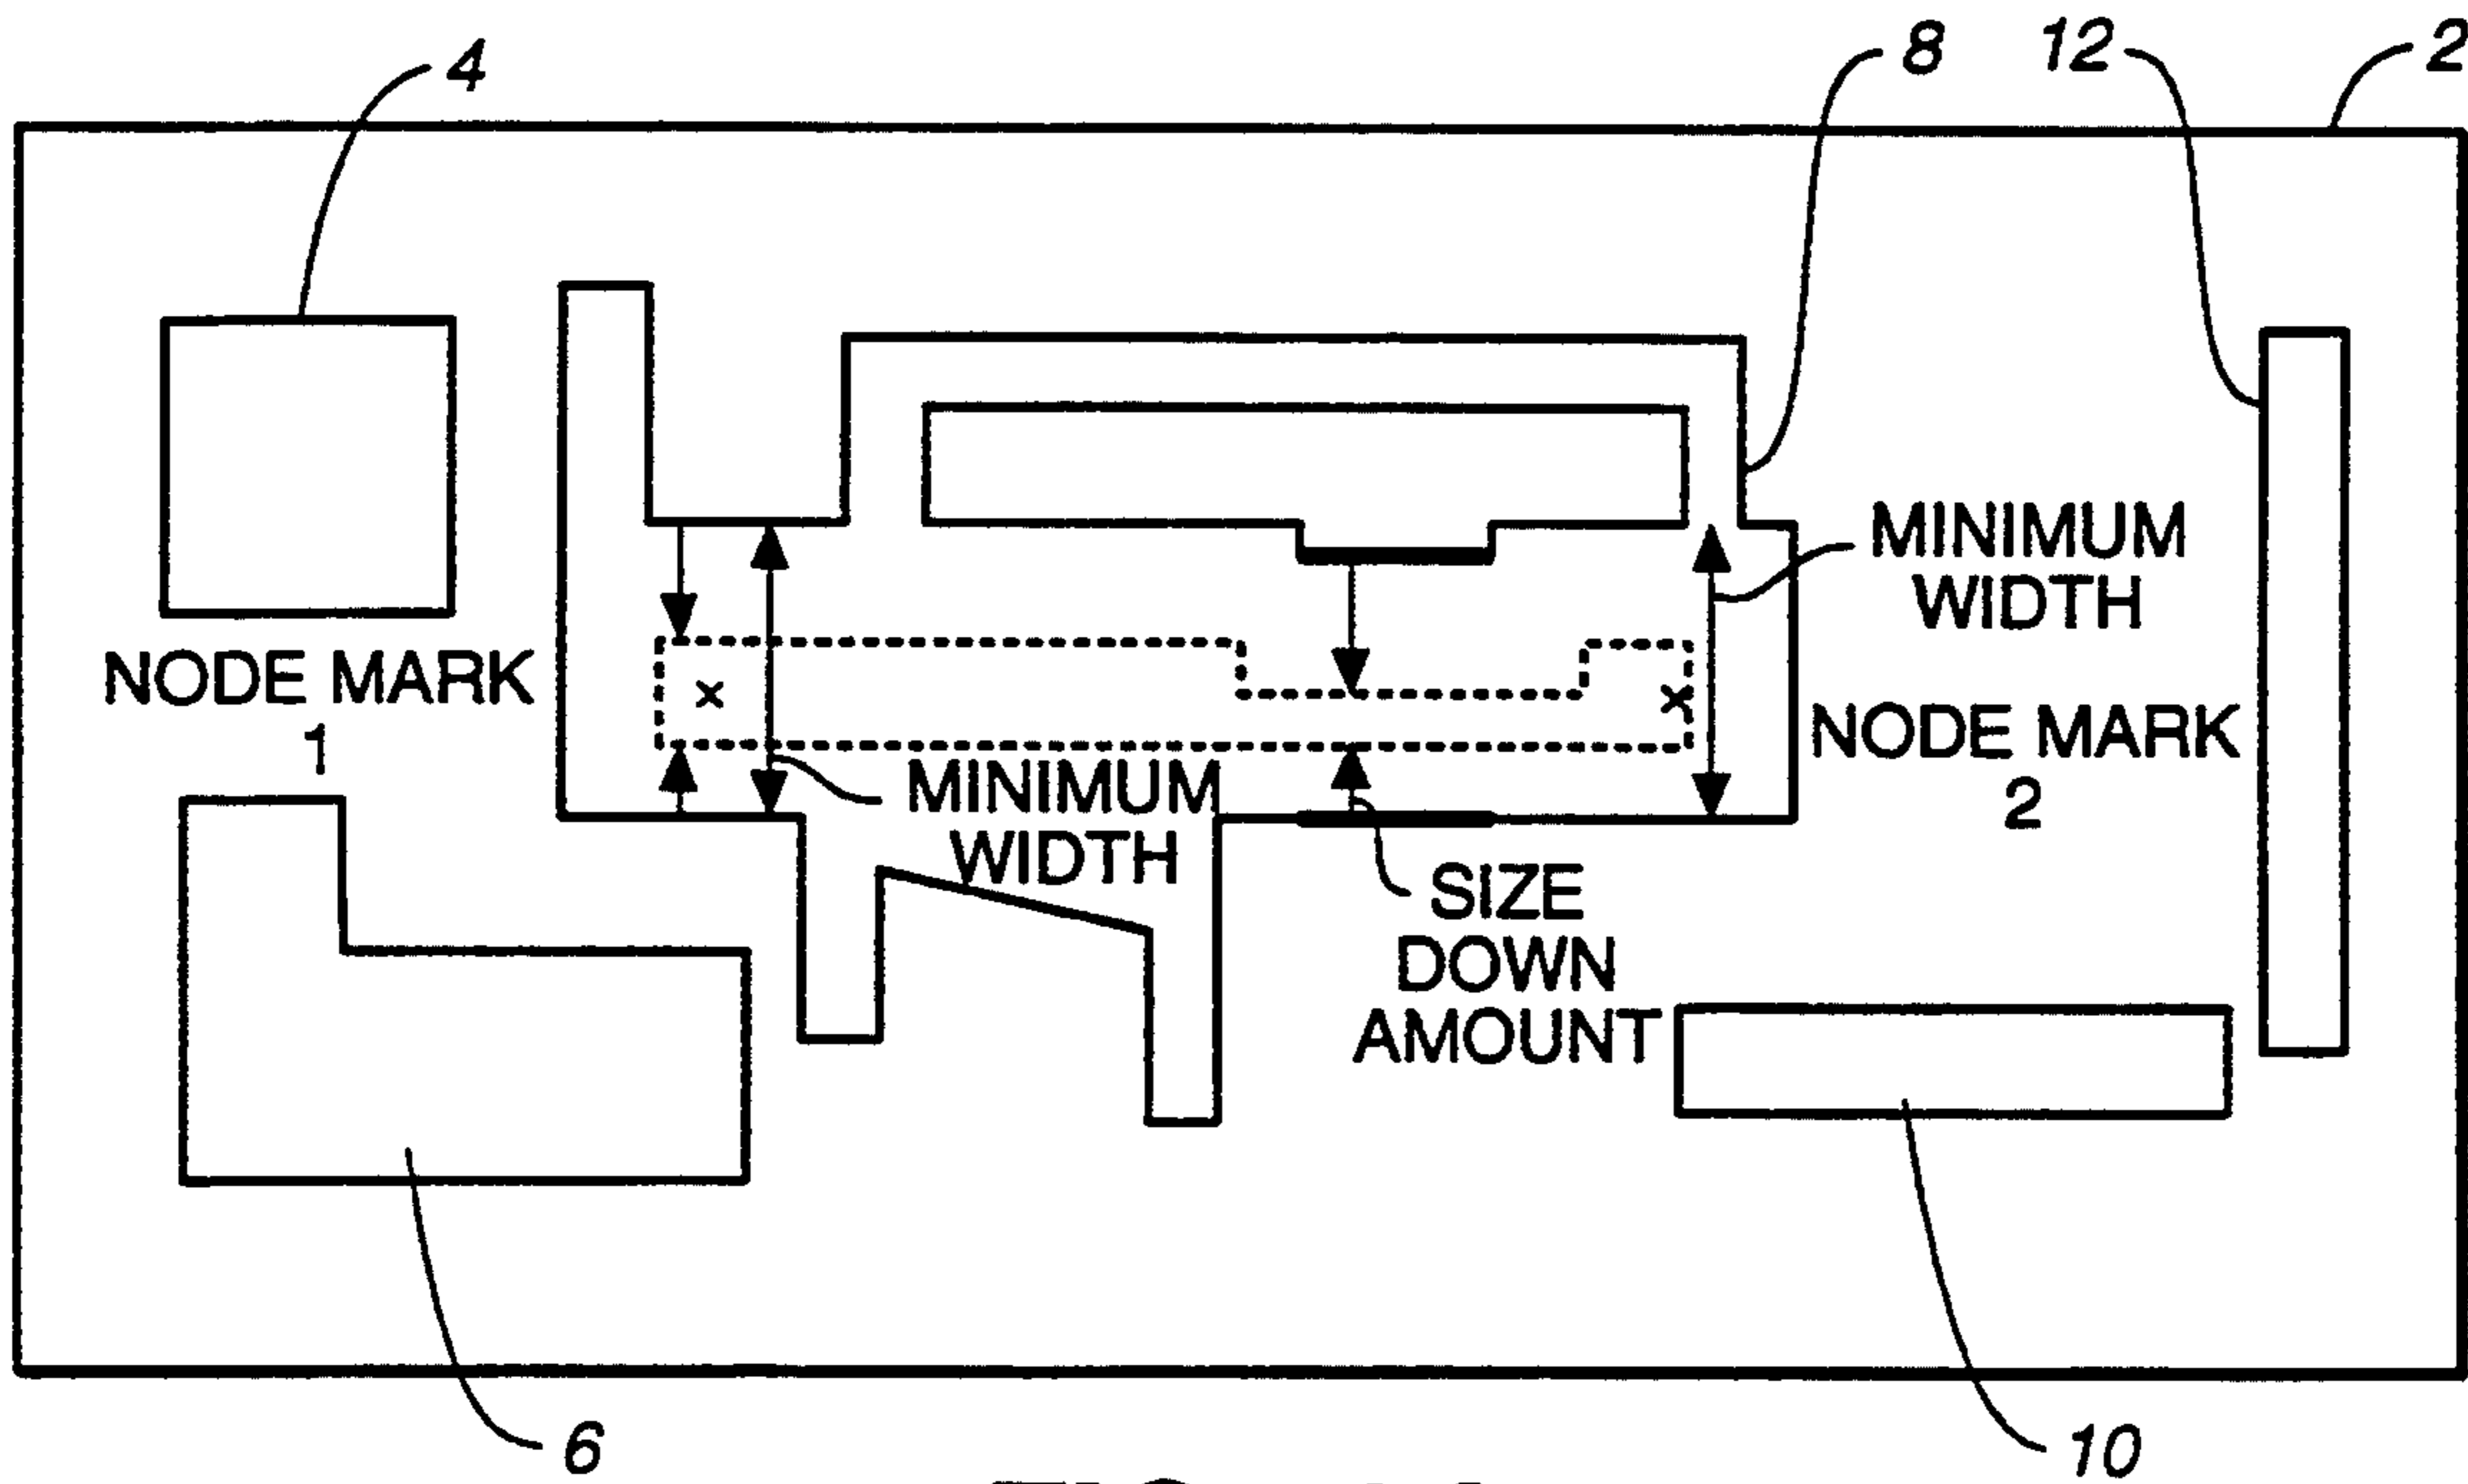 4
8
12
2
MINIMUM
WIDTH
NODE MARK
1
x
x
NODE MARK
2
MINIMUM
WIDTH
SIZE
DOWN
AMOUNT
6
10